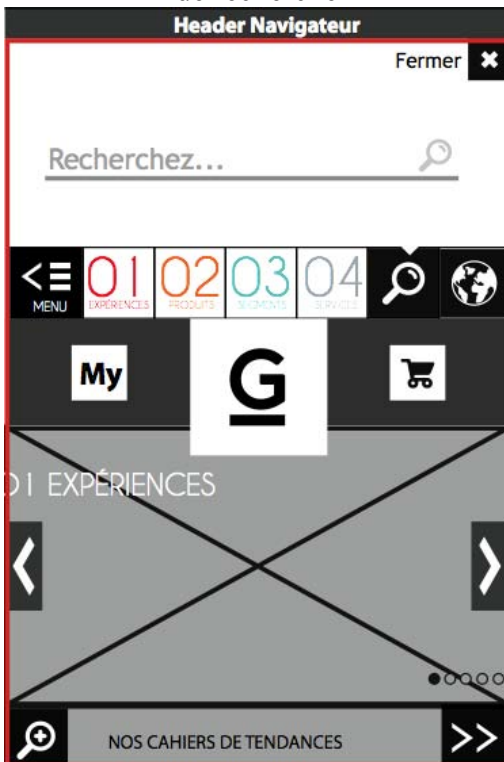 Header Navigateur
Fermer
Recherchez...
MENU
01 02 03 04
EXPÉRIENCES PRODUITS SEGMENTS SERVICES
My G
01 EXPÉRIENCES
NOS CAHIERS DE TENDANCES >>